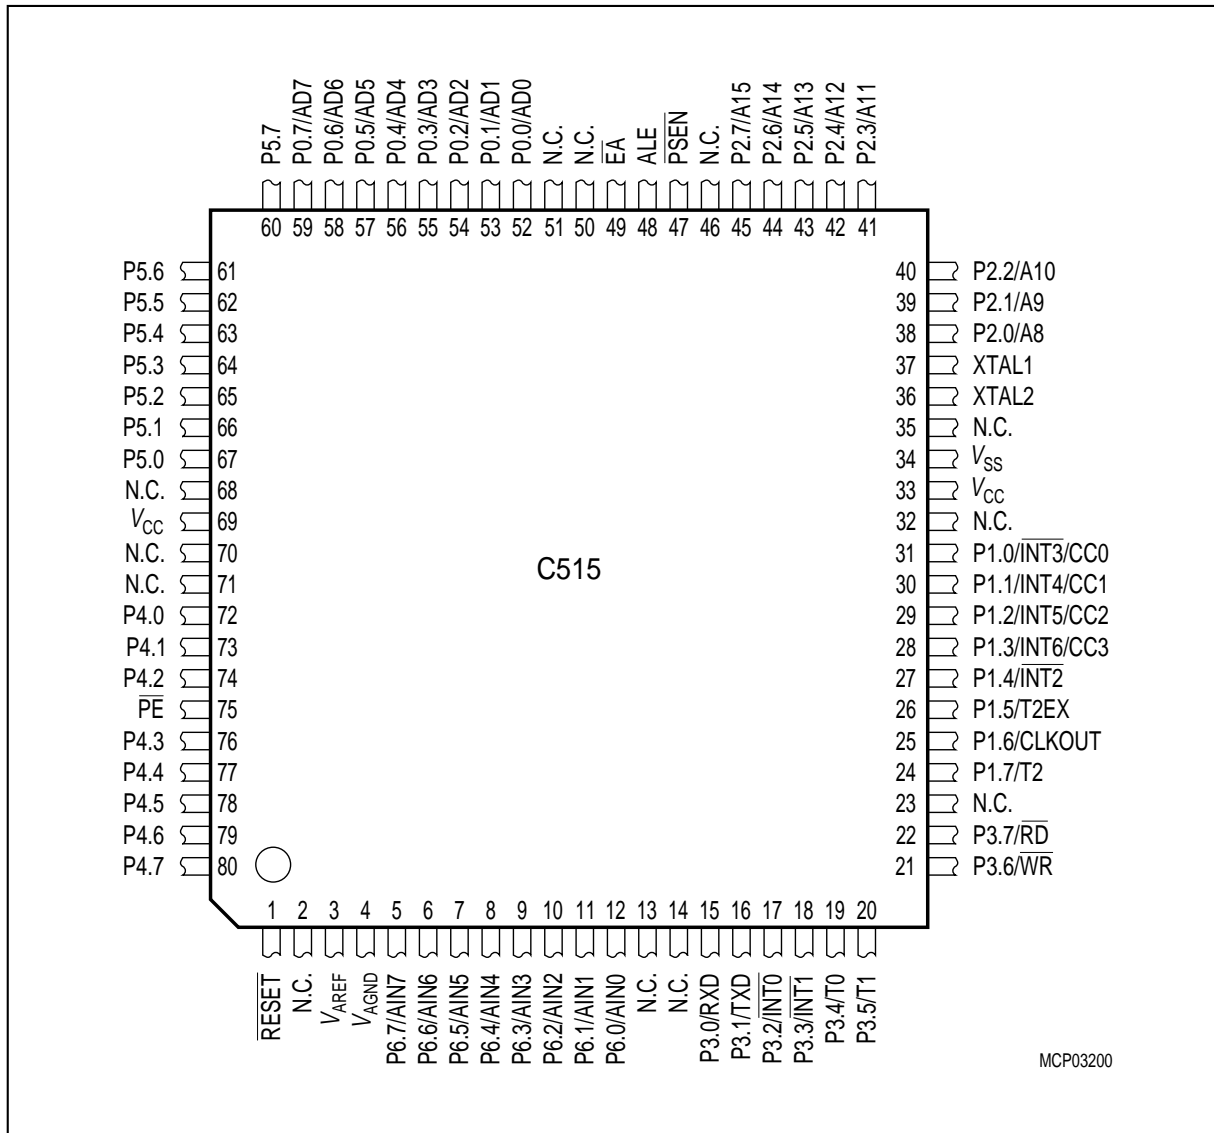 P5.7
P0.7/AD7
P0.6/AD6
P0.5/AD5
P0.4/AD4
P0.3/AD3
P0.2/AD2
P0.1/AD1
P0.0/AD0
N.C.
N.C.
E̅A̅
ALE
P̅S̅E̅N̅
N.C.
P2.7/A15
P2.6/A14
P2.5/A13
P2.4/A12
P2.3/A11
60 59 58 57 56 55 54 53 52 51 50 49 48 47 46 45 44 43 42 41
P5.6 61
P5.5 62
P5.4 63
P5.3 64
P5.2 65
P5.1 66
P5.0 67
N.C. 68
VCC 69
N.C. 70
N.C. 71
P4.0 72
P4.1 73
P4.2 74
P̅E̅ 75
P4.3 76
P4.4 77
P4.5 78
P4.6 79
P4.7 80
C515
40 P2.2/A10
39 P2.1/A9
38 P2.0/A8
37 XTAL1
36 XTAL2
35 N.C.
34 VSS
33 VCC
32 N.C.
31 P1.0/I̅N̅T̅3̅/CC0
30 P1.1/INT4/CC1
29 P1.2/INT5/CC2
28 P1.3/INT6/CC3
27 P1.4/I̅N̅T̅2̅
26 P1.5/T2EX
25 P1.6/CLKOUT
24 P1.7/T2
23 N.C.
22 P3.7/R̅D̅
21 P3.6/W̅R̅
1 2 3 4 5 6 7 8 9 10 11 12 13 14 15 16 17 18 19 20
R̅E̅S̅E̅T̅
N.C.
VAREF
VAGND
P6.7/AIN7
P6.6/AIN6
P6.5/AIN5
P6.4/AIN4
P6.3/AIN3
P6.2/AIN2
P6.1/AIN1
P6.0/AIN0
N.C.
N.C.
P3.0/RXD
P3.1/TXD
P3.2/I̅N̅T̅0̅
P3.3/I̅N̅T̅1̅
P3.4/T0
P3.5/T1
MCP03200